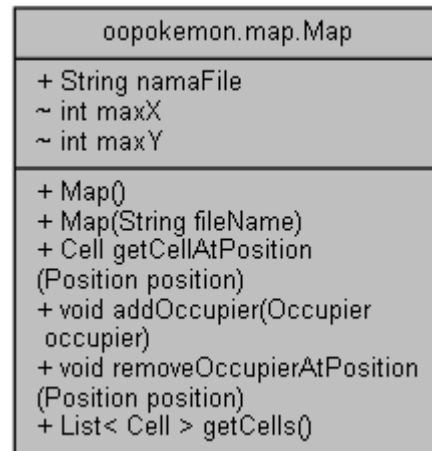 oopokemon.map.Map
+ String namaFile
~ int maxX
~ int maxY
+ Map()
+ Map(String fileName)
+ Cell getCellAtPosition
(Position position)
+ void addOccupier(Occupier
occupier)
+ void removeOccupierAtPosition
(Position position)
+ List< Cell > getCells()